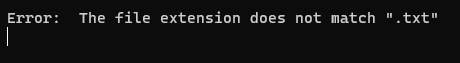 Error:  The file extension does not match ".txt"